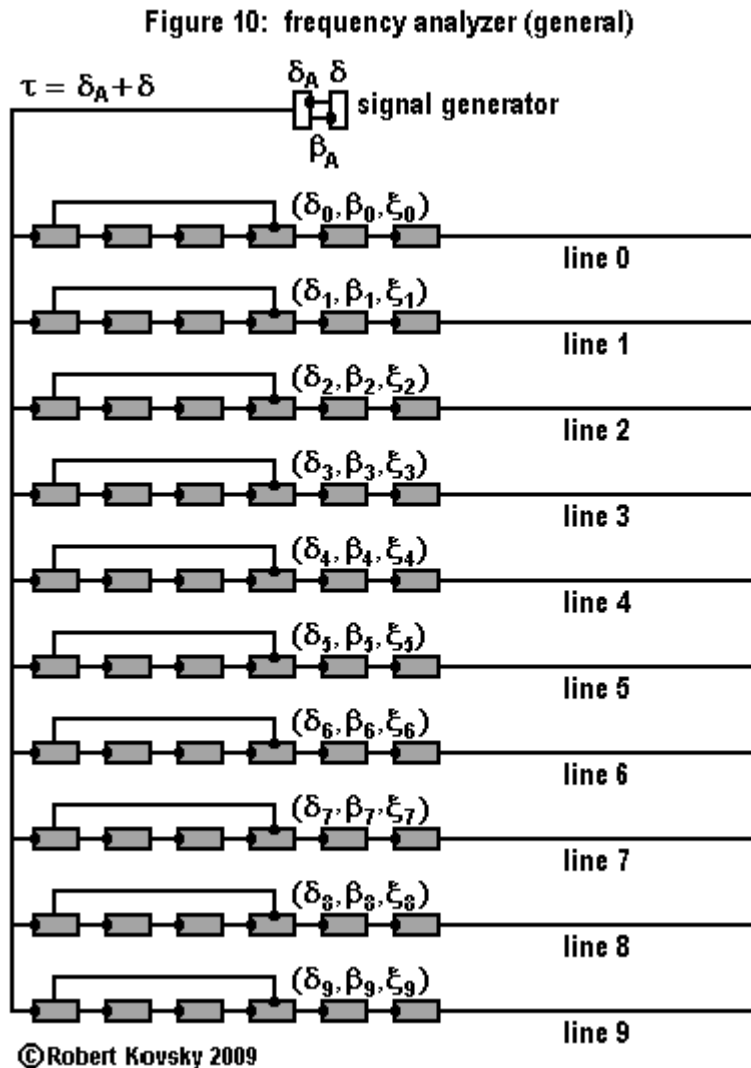 Figure 10: frequency analyzer (general)
τ = δA + δ
δA δ
signal generator
βA
(δ0, β0, ξ0)
line 0
(δ1, β1, ξ1)
line 1
(δ2, β2, ξ2)
line 2
(δ3, β3, ξ3)
line 3
(δ4, β4, ξ4)
line 4
(δ5, β5, ξ5)
line 5
(δ6, β6, ξ6)
line 6
(δ7, β7, ξ7)
line 7
(δ8, β8, ξ8)
line 8
(δ9, β9, ξ9)
line 9
©Robert Kovsky 2009